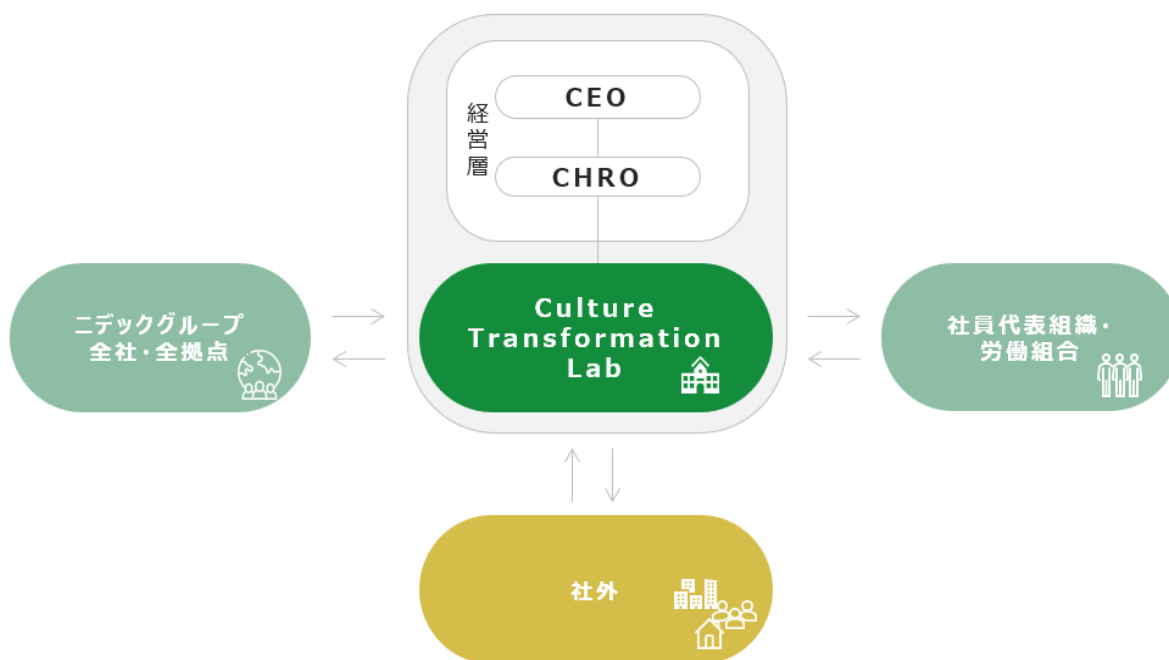 経営層
CEO
CHRO
Culture
Transformation
Lab
ニデックグループ
全社・全拠点
社員代表組織・
労働組合
社外